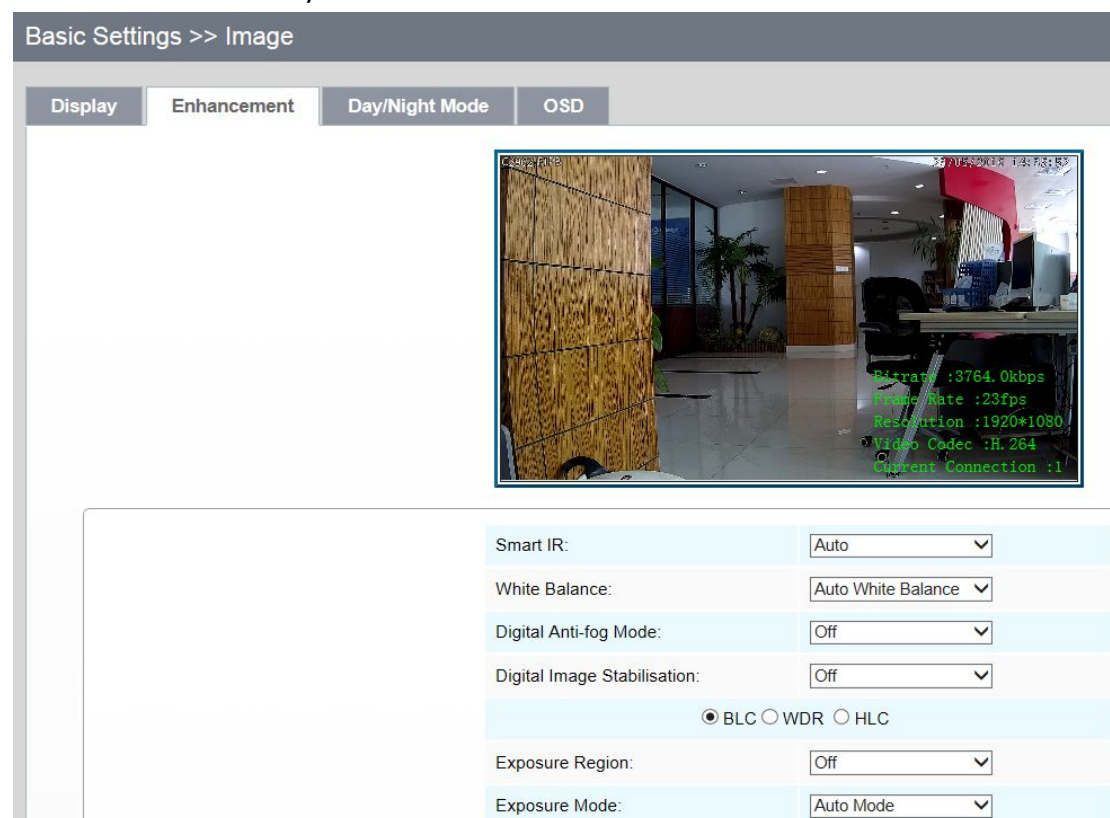 Basic Settings >> Image
Display Enhancement Day/Night Mode OSD
Bitrate :3764.0kbps
Frame Rate :23fps
Resolution :1920*1080
Video Codec :H.264
Current Connection :1
Smart IR: Auto
White Balance: Auto White Balance
Digital Anti-fog Mode: Off
Digital Image Stabilisation: Off
BLC WDR HLC
Exposure Region: Off
Exposure Mode: Auto Mode